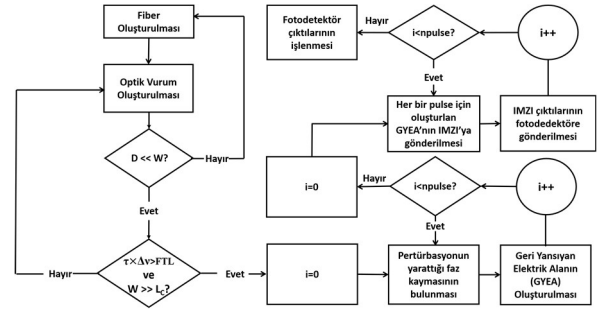 Fiber
Oluşturulması
Optik Vurum
Oluşturulması
D << W?
Hayır
Evet
τ×Δν>FTL
ve
W >> L_C?
Hayır
Evet
i=0
Pertürbasyonun
yarattığı faz
kaymasının
bulunması
Geri Yansıyan
Elektrik Alanın
(GYEA)
Oluşturulması
i++
i<npulse?
Evet
Hayır
i=0
Her bir pulse için
oluşturlan
GYEA'nın IMZI'ya
gönderilmesi
IMZI çıktılarının
fotodedektöre
gönderilmesi
i++
i<npulse?
Evet
Hayır
Fotodetektör
çıktılarının
işlenmesi